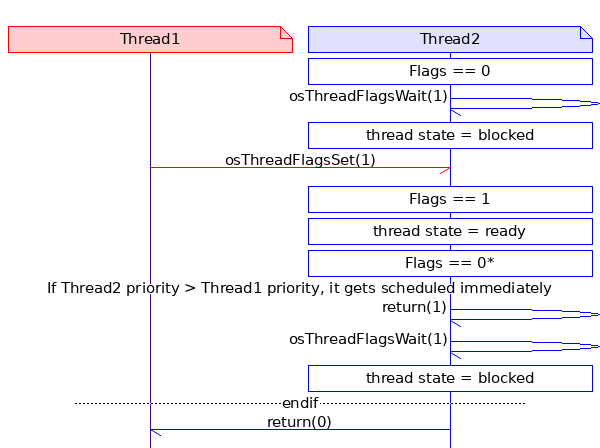 Thread1
Thread2
Flags == 0
osThreadFlagsWait(1)
thread state = blocked
osThreadFlagsSet(1)
Flags == 1
thread state = ready
Flags == 0*
If Thread2 priority > Thread1 priority, it gets scheduled immediately
return(1)
osThreadFlagsWait(1)
thread state = blocked
endif
return(0)